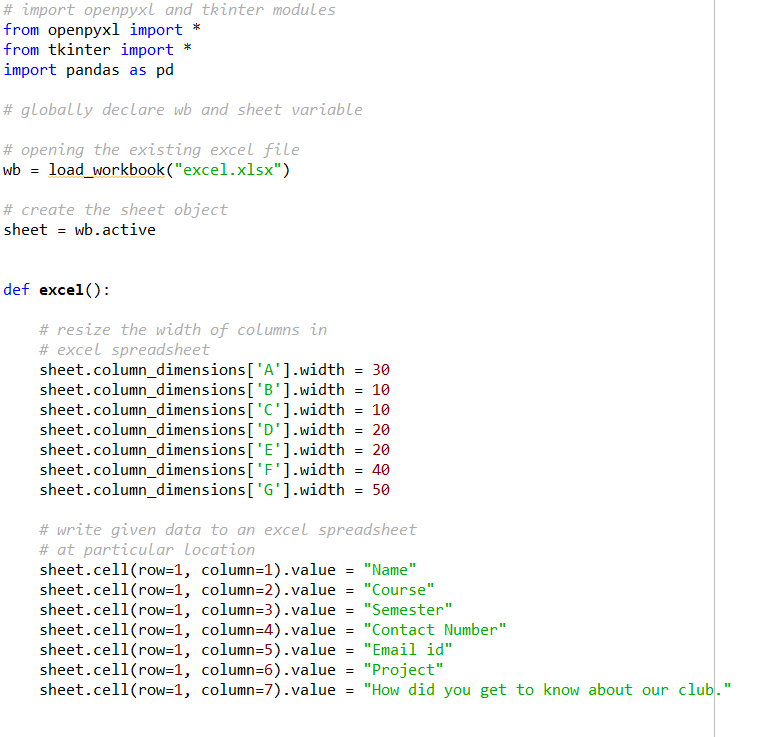 # import openpyxl and tkinter modules
from openpyxl import *
from tkinter import *
import pandas as pd
# globally declare wb and sheet variable
# opening the existing excel file
wb = load_workbook("excel.xlsx")
# create the sheet object
sheet = wb.active
def excel():
# resize the width of columns in
# excel spreadsheet
sheet.column_dimensions['A'].width = 30
sheet.column_dimensions['B'].width = 10
sheet.column_dimensions['C'].width = 10
sheet.column_dimensions['D'].width = 20
sheet.column_dimensions['E'].width = 20
sheet.column_dimensions['F'].width = 40
sheet.column_dimensions['G'].width = 50
# write given data to an excel spreadsheet
# at particular location
sheet.cell(row=1, column=1).value = "Name"
sheet.cell(row=1, column=2).value = "Course"
sheet.cell(row=1, column=3).value = "Semester"
sheet.cell(row=1, column=4).value = "Contact Number"
sheet.cell(row=1, column=5).value = "Email id"
sheet.cell(row=1, column=6).value = "Project"
sheet.cell(row=1, column=7).value = "How did you get to know about our club."